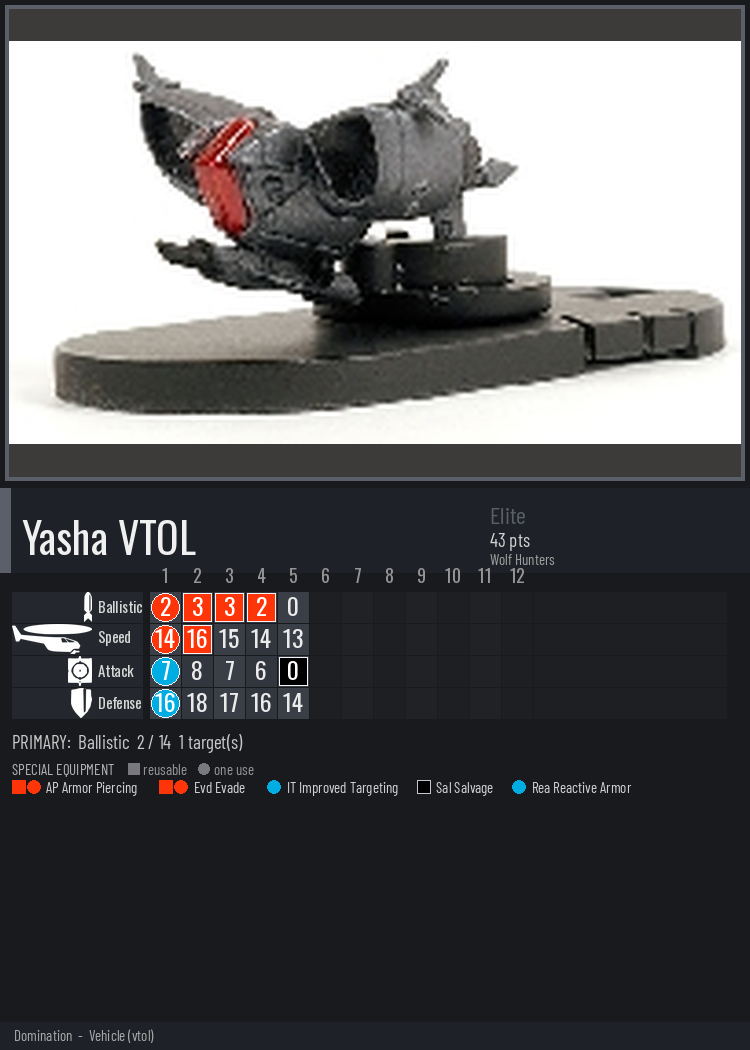 Yasha VTOL
Elite
43 pts
Wolf Hunters
1 2 3 4 5 6 7 8 9 10 11 12
Ballistic 2 3 3 2 0
Speed 14 16 15 14 13
Attack 7 8 7 6 0
Defense 16 18 17 16 14
PRIMARY: Ballistic 2 / 14 1 target(s)
SPECIAL EQUIPMENT reusable one use
AP Armor Piercing Evd Evade IT Improved Targeting Sal Salvage Rea Reactive Armor
Domination - Vehicle (vtol)